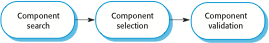 Component
search
Component
selection
Component
validation